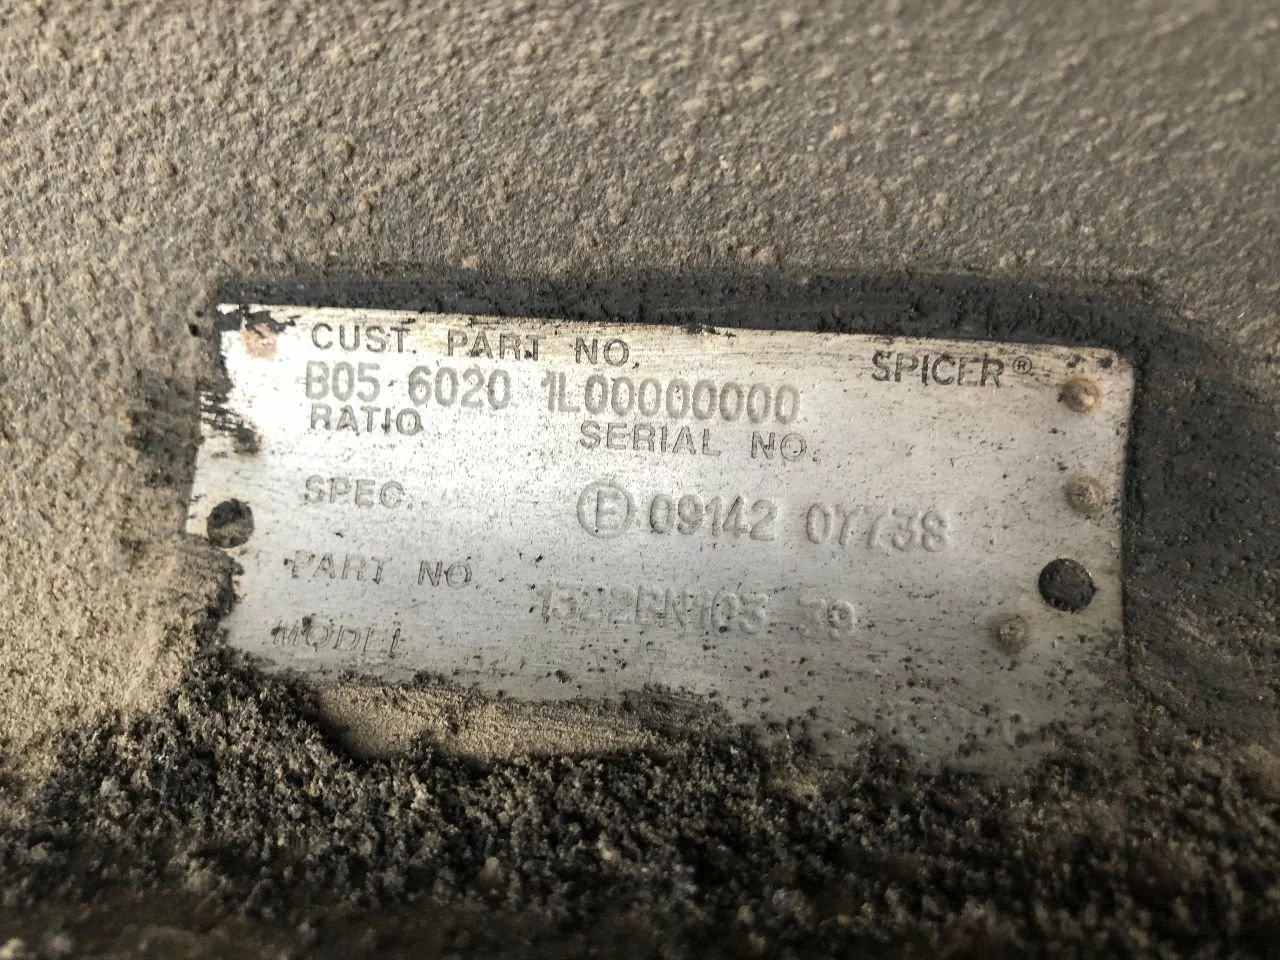 CUST. PART NO. SPICER®
B05 6020 1L00000000
RATIO SERIAL NO.
SPEC. E 09142 07738
PART NO.
MODEL